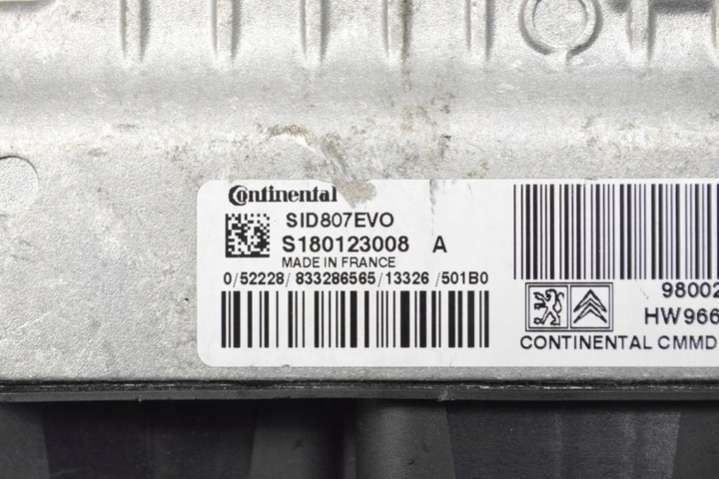 Continental
SID807EVO
S180123008 A
MADE IN FRANCE
0/52228/833286565/13326/501B0
98002
HW966
CONTINENTAL CMMD